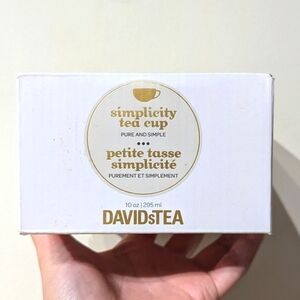 simplicity
tea cup
PURE AND SIMPLE
petite tasse
simplicité
PUREMENT ET SIMPLEMENT
10 oz | 295 ml
DAVIDsTEA